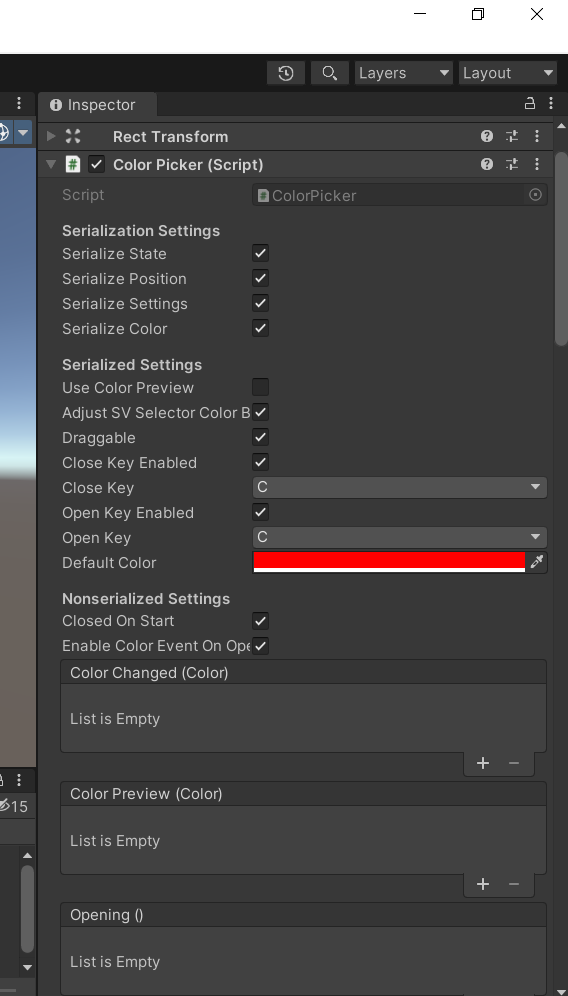 Layers
Layout
Inspector
Rect Transform
# Color Picker (Script)
Script
# ColorPicker
Serialization Settings
Serialize State
Serialize Position
Serialize Settings
Serialize Color
Serialized Settings
Use Color Preview
Adjust SV Selector Color B
Draggable
Close Key Enabled
Close Key
C
Open Key Enabled
Open Key
C
Default Color
Nonserialized Settings
Closed On Start
Enable Color Event On Ope
Color Changed (Color)
List is Empty
+ −
15
Color Preview (Color)
List is Empty
+ −
Opening ()
List is Empty